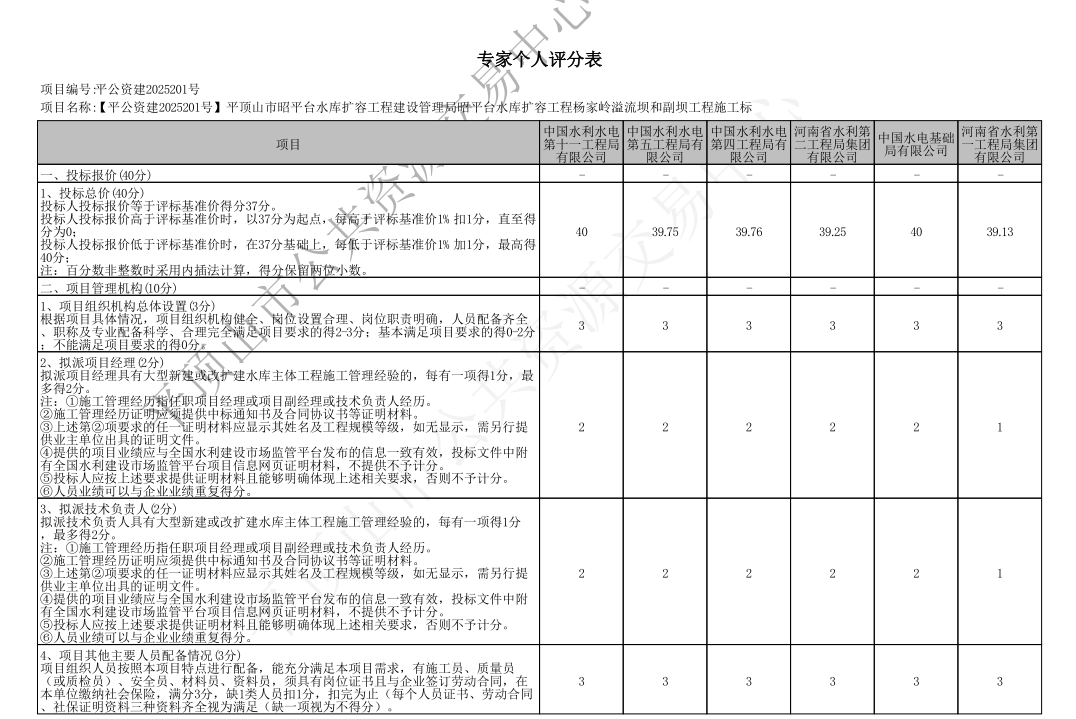 专家个人评分表
项目编号:平公资建2025201号
项目名称:【平公资建2025201号】平顶山市昭平台水库扩容工程建设管理局昭平台水库扩容工程杨家岭溢流坝和副坝工程施工标
项目
中国水利水电
第十一工程局
有限公司
中国水利水电
第五工程局有
限公司
中国水利水电
第四工程局有
限公司
河南省水利第
二工程局集团
有限公司
中国水电基础
局有限公司
河南省水利第
一工程局集团
有限公司
一、投标报价(40分) - - - - - -
1、投标总价(40分)
投标人投标报价等于评标基准价得分37分。
投标人投标报价高于评标基准价时，以37分为起点，每高于评标基准价1% 扣1分，直至得
分为0；
投标人投标报价低于评标基准价时，在37分基础上，每低于评标基准价1% 加1分，最高得
40分；
注：百分数非整数时采用内插法计算，得分保留两位小数。
40 39.75 39.76 39.25 40 39.13
二、项目管理机构(10分) - - - - - -
1、项目组织机构总体设置(3分)
根据项目具体情况，项目组织机构健全、岗位设置合理、岗位职责明确，人员配备齐全
、职称及专业配备科学、合理完全满足项目要求的得2-3分；基本满足项目要求的得0-2分
；不能满足项目要求的得0分。
3 3 3 3 3 3
2、拟派项目经理(2分)
拟派项目经理具有大型新建或改扩建水库主体工程施工管理经验的，每有一项得1分，最
多得2分。
注：①施工管理经历指任职项目经理或项目副经理或技术负责人经历。
②施工管理经历证明应须提供中标通知书及合同协议书等证明材料。
③上述第②项要求的任一证明材料应显示其姓名及工程规模等级，如无显示，需另行提
供业主单位出具的证明文件。
④提供的项目业绩应与全国水利建设市场监管平台发布的信息一致有效，投标文件中附
有全国水利建设市场监管平台项目信息网页证明材料，不提供不予计分。
⑤投标人应按上述要求提供证明材料且能够明确体现上述相关要求，否则不予计分。
⑥人员业绩可以与企业业绩重复得分。
2 2 2 2 2 1
3、拟派技术负责人(2分)
拟派技术负责人具有大型新建或改扩建水库主体工程施工管理经验的，每有一项得1分
，最多得2分。
注：①施工管理经历指任职项目经理或项目副经理或技术负责人经历。
②施工管理经历证明应须提供中标通知书及合同协议书等证明材料。
③上述第②项要求的任一证明材料应显示其姓名及工程规模等级，如无显示，需另行提
供业主单位出具的证明文件。
④提供的项目业绩应与全国水利建设市场监管平台发布的信息一致有效，投标文件中附
有全国水利建设市场监管平台项目信息网页证明材料，不提供不予计分。
⑤投标人应按上述要求提供证明材料且能够明确体现上述相关要求，否则不予计分。
⑥人员业绩可以与企业业绩重复得分。
2 2 2 2 2 1
4、项目其他主要人员配备情况(3分)
项目组织人员按照本项目特点进行配备，能充分满足本项目需求，有施工员、质量员
（或质检员）、安全员、材料员、资料员，须具有岗位证书且与企业签订劳动合同，在
本单位缴纳社会保险，满分3分，缺1类人员扣1分，扣完为止（每个人员证书、劳动合同
、社保证明资料三种资料齐全视为满足（缺一项视为不得分）。
3 3 3 3 3 3
平顶山市公共资源交易中心
平顶山市公共资源交易中心